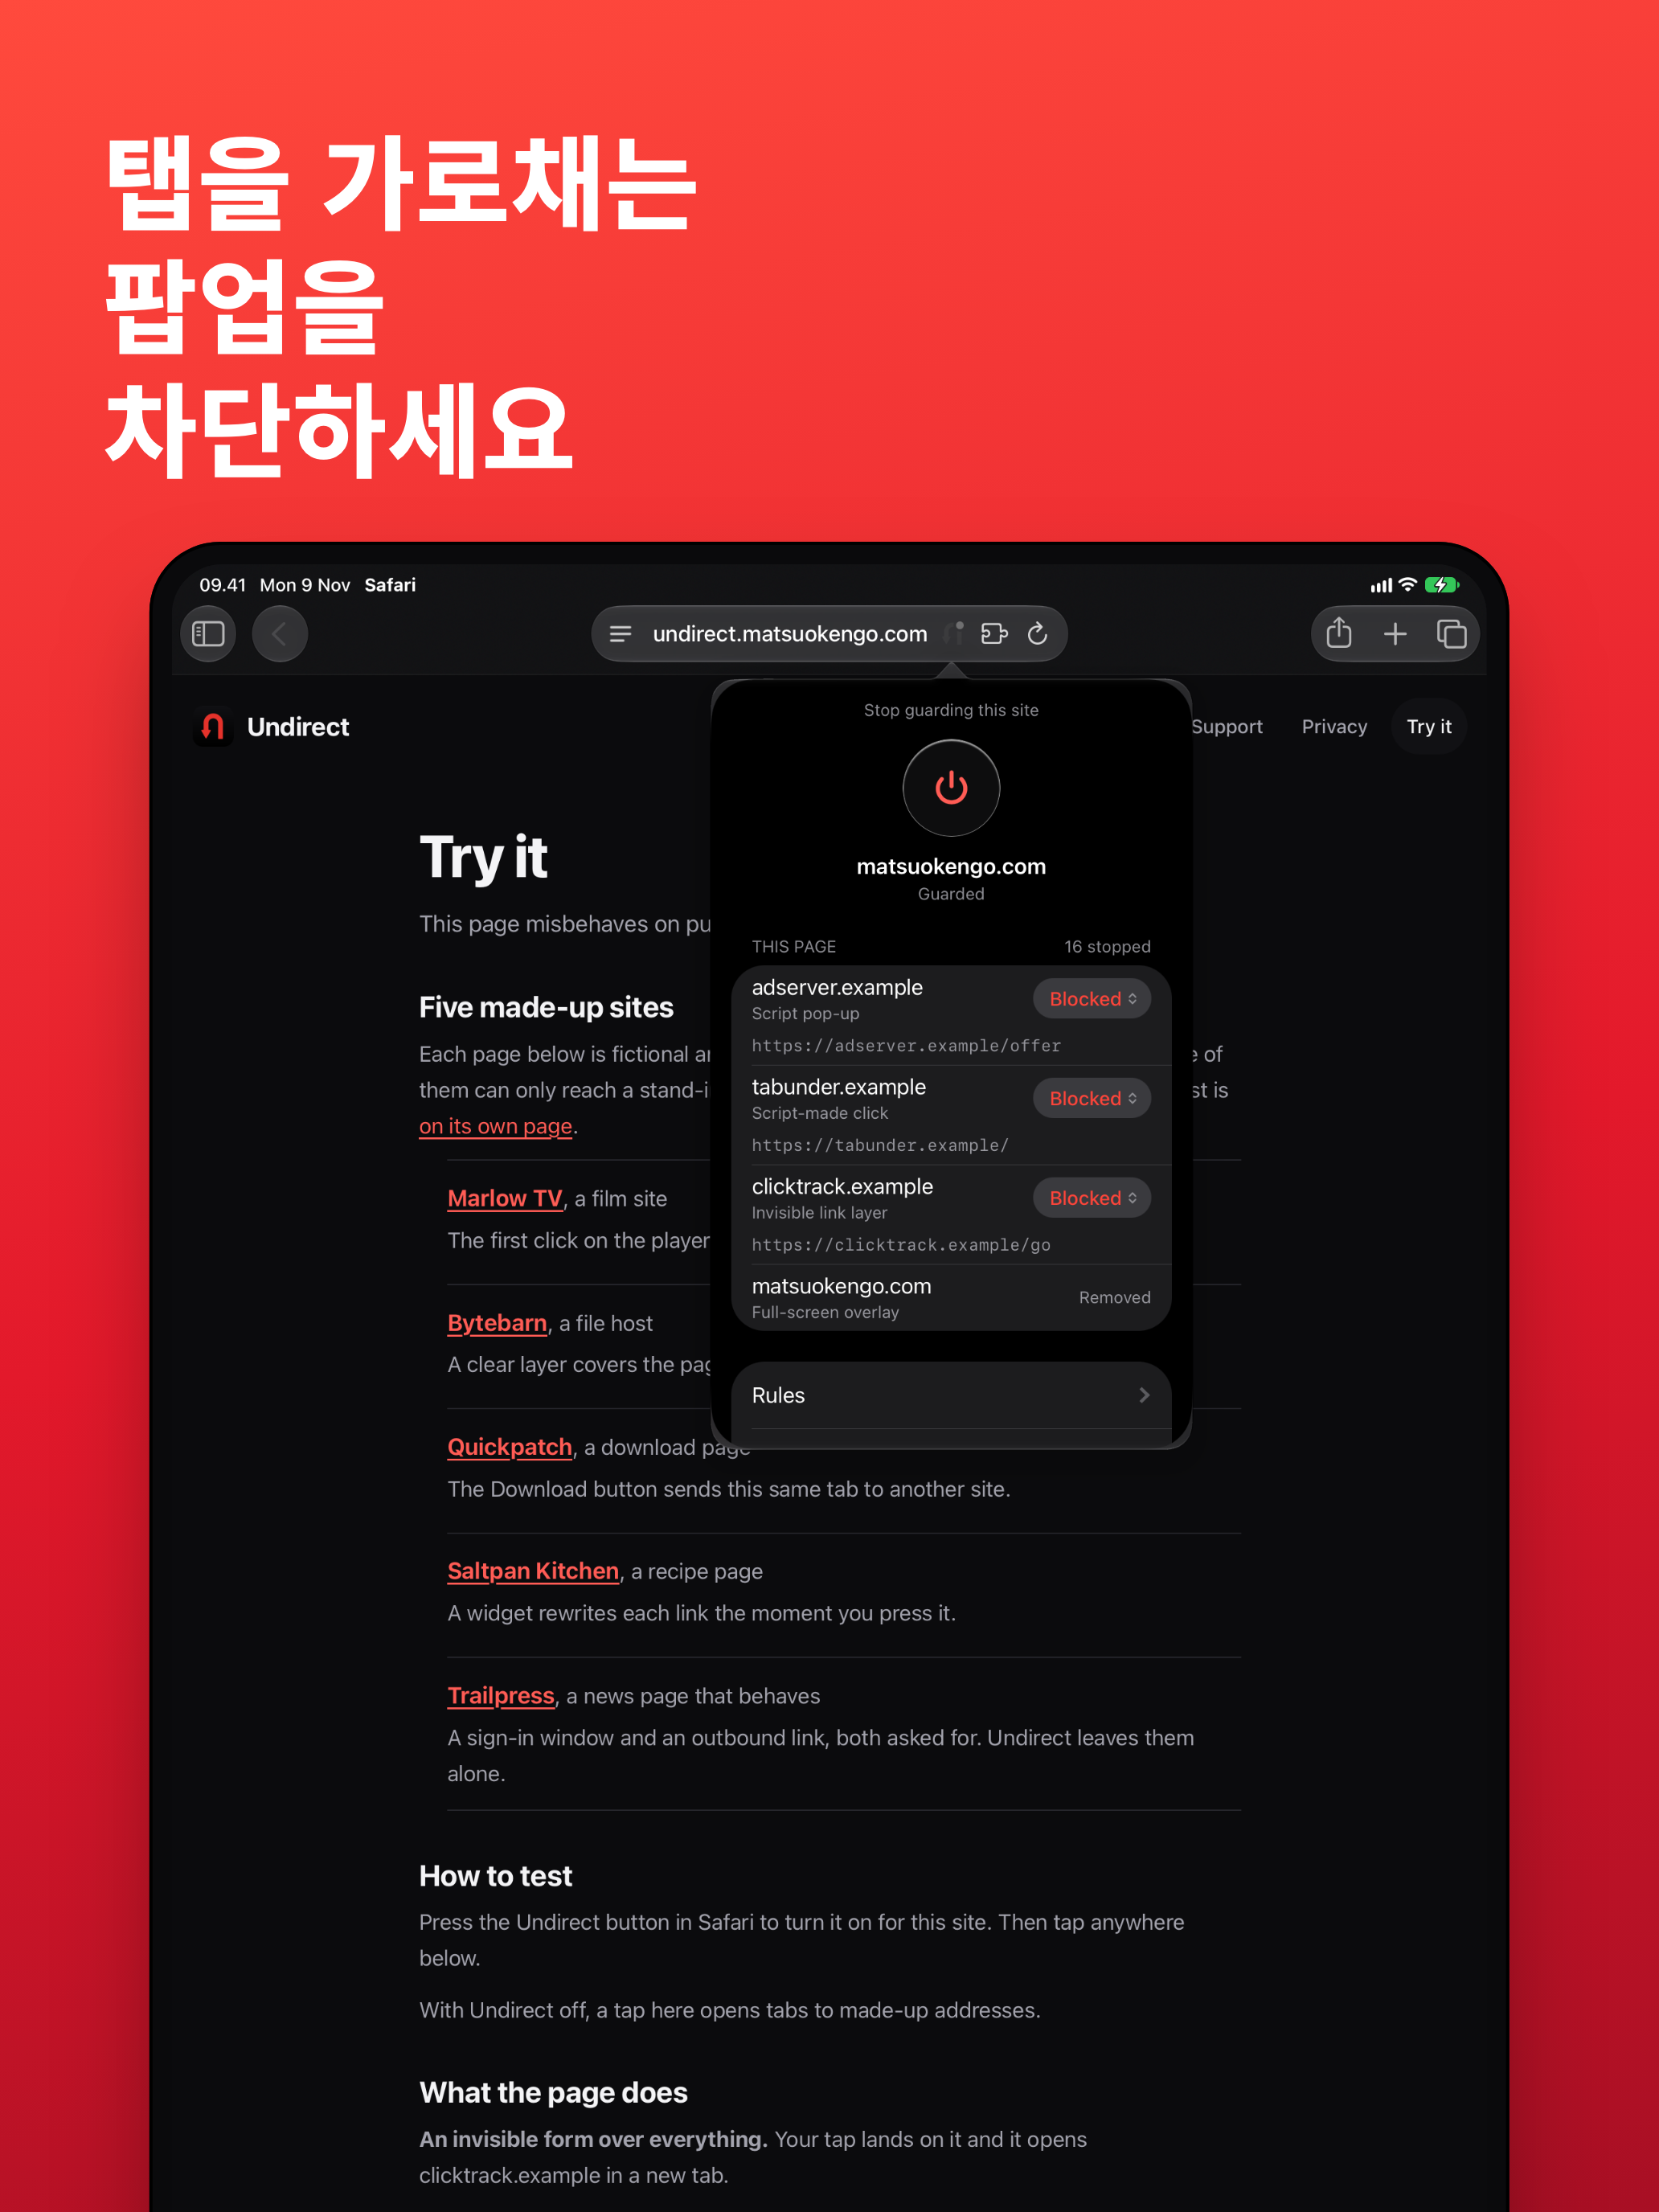 탭을 가로채는
팝업을
차단하세요
09.41 Mon 9 Nov Safari
undirect.matsuokengo.com
Undirect
Support Privacy Try it
Stop guarding this site
matsuokengo.com
Guarded
THIS PAGE 16 stopped
adserver.example
Script pop-up
Blocked
https://adserver.example/offer
tabunder.example
Script-made click
Blocked
https://tabunder.example/
clicktrack.example
Invisible link layer
Blocked
https://clicktrack.example/go
matsuokengo.com
Full-screen overlay
Removed
Rules
Try it
This page misbehaves on
Five made-up sites
Each page below is fictional of
them can only reach a is
on its own page.
Marlow TV, a film site
The first click on the player
Bytebarn, a file host
A clear layer covers the
Quickpatch, a download page
The Download button sends this same tab to another site.
Saltpan Kitchen, a recipe page
A widget rewrites each link the moment you press it.
Trailpress, a news page that behaves
A sign-in window and an outbound link, both asked for. Undirect leaves them
alone.
How to test
Press the Undirect button in Safari to turn it on for this site. Then tap anywhere
below.
With Undirect off, a tap here opens tabs to made-up addresses.
What the page does
An invisible form over everything. Your tap lands on it and it opens
clicktrack.example in a new tab.